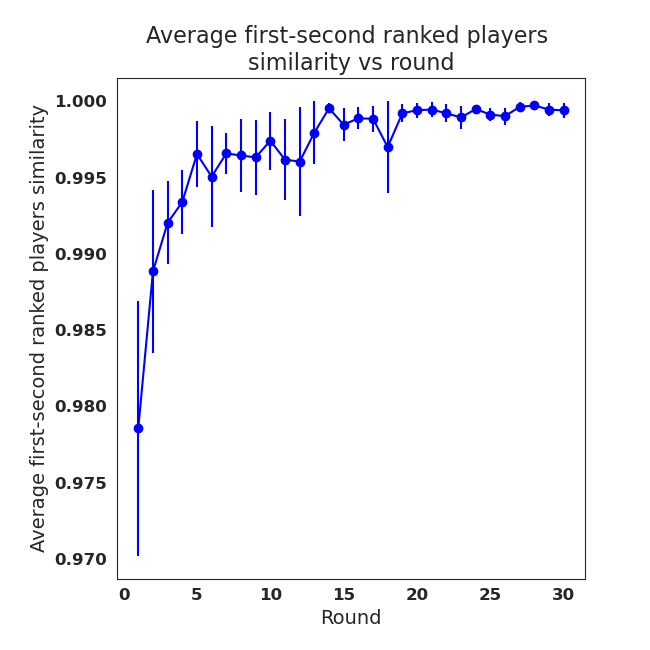 Average first-second ranked players
similarity vs round
Average first-second ranked players similarity
1.000
0.995
0.990
0.985
0.980
0.975
0.970
0 5 10 15 20 25 30
Round